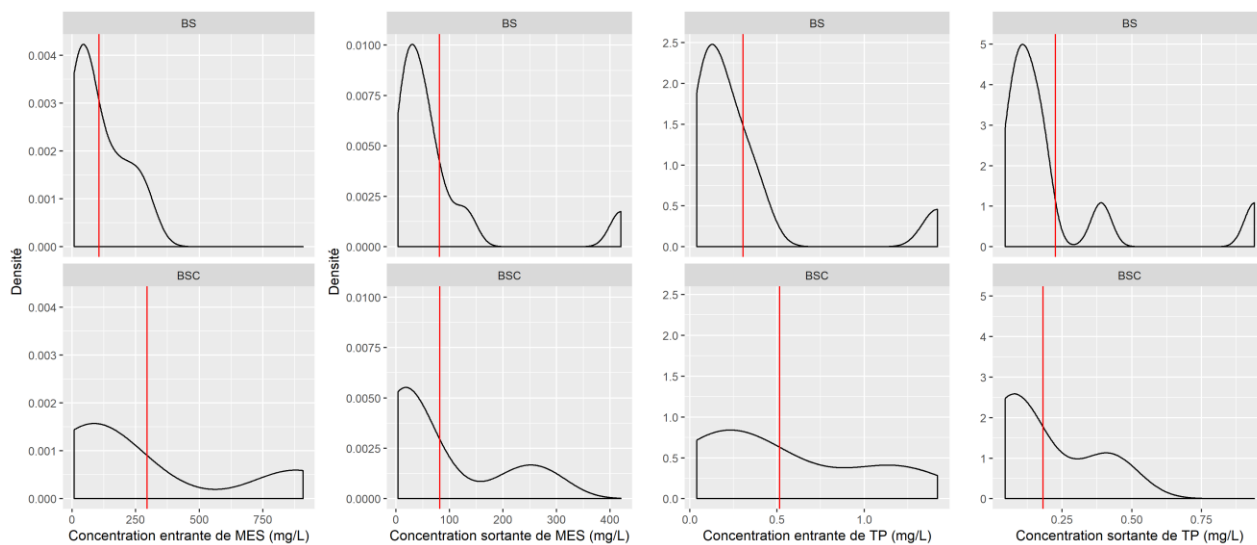 BS
BS
BS
BS
0.004
0.003
0.002
0.001
0.000
0.0100
0.0075
0.0050
0.0025
0.0000
2.5
2.0
1.5
1.0
0.5
0.0
5
4
3
2
1
0
Densité
Densité
Densité
Densité
BSC
BSC
BSC
BSC
0.004
0.003
0.002
0.001
0.000
0.0100
0.0075
0.0050
0.0025
0.0000
2.5
2.0
1.5
1.0
0.5
0.0
5
4
3
2
1
0
0 250 500 750
0 100 200 300 400
0.0 0.5 1.0
0.25 0.50 0.75
Concentration entrante de MES (mg/L)
Concentration sortante de MES (mg/L)
Concentration entrante de TP (mg/L)
Concentration sortante de TP (mg/L)